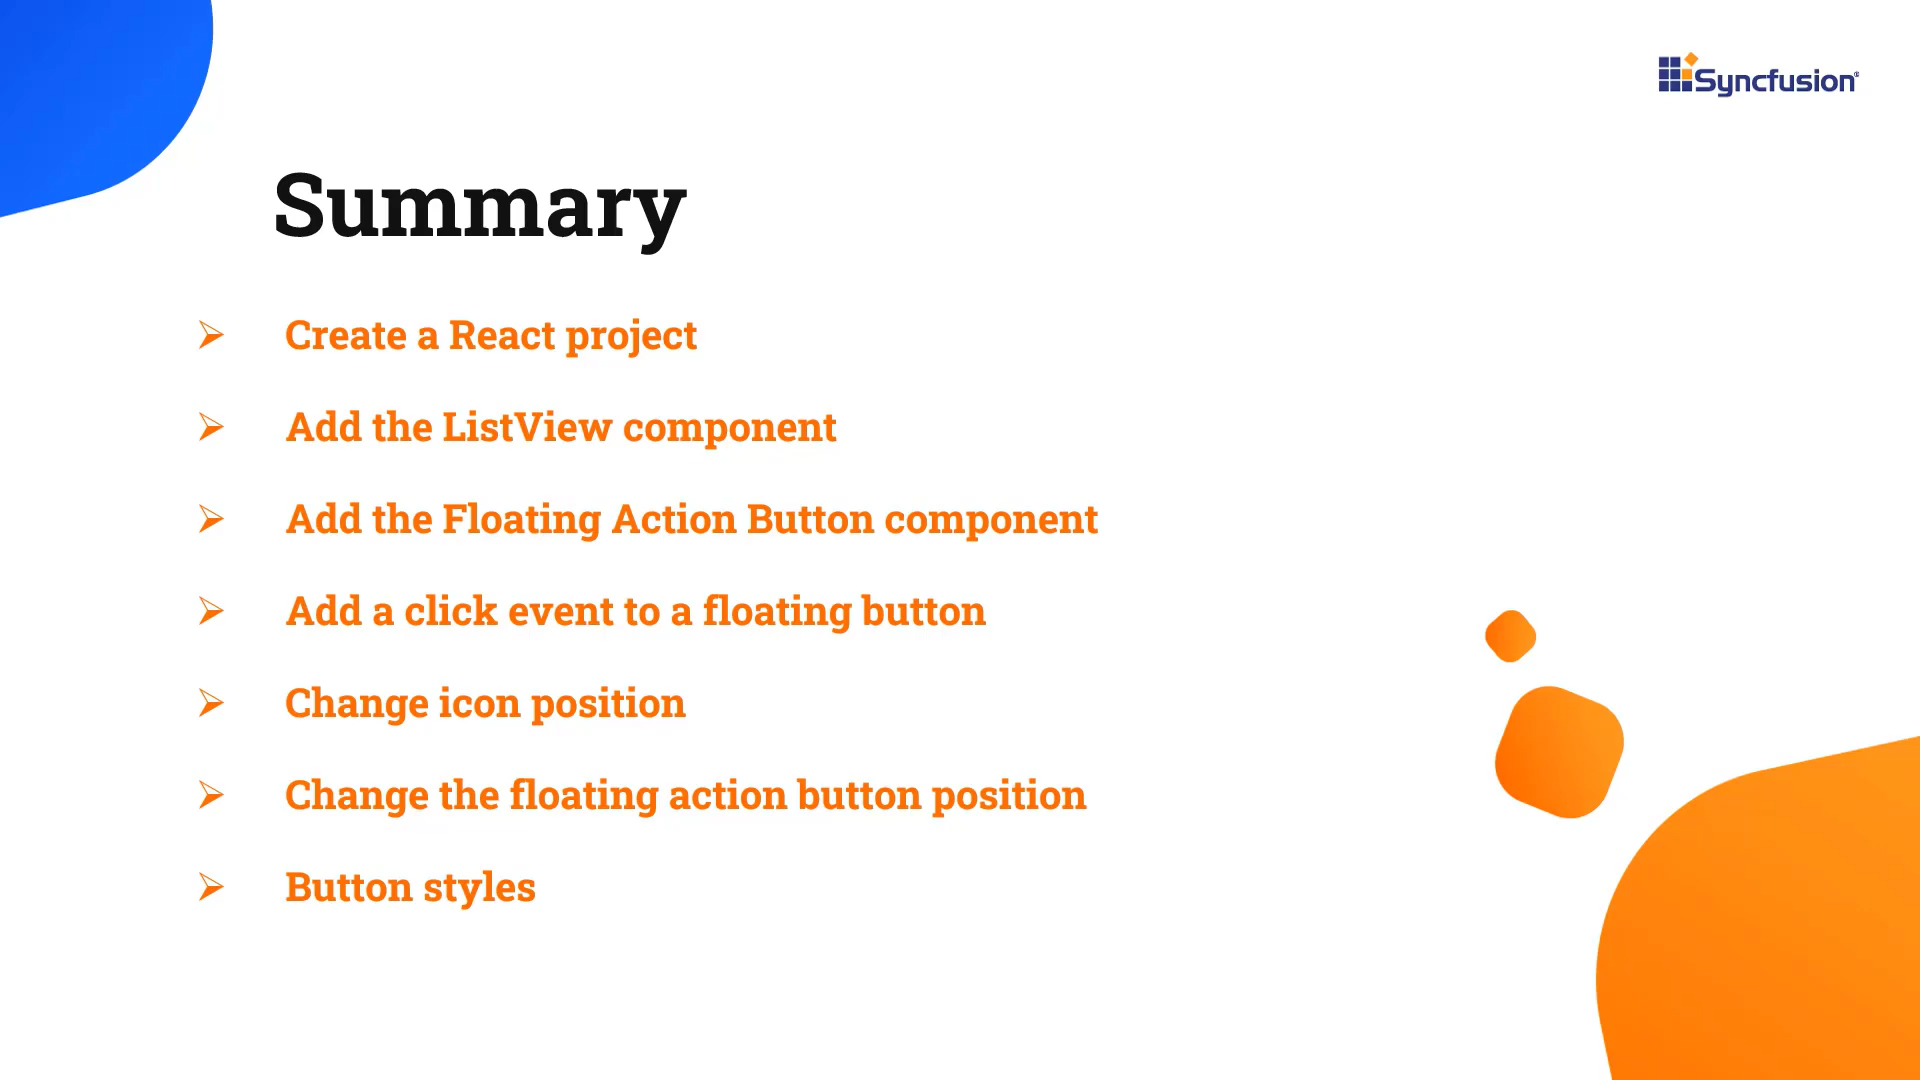 Syncfusion®
Summary
Create a React project
Add the ListView component
Add the Floating Action Button component
Add a click event to a floating button
Change icon position
Change the floating action button position
Button styles